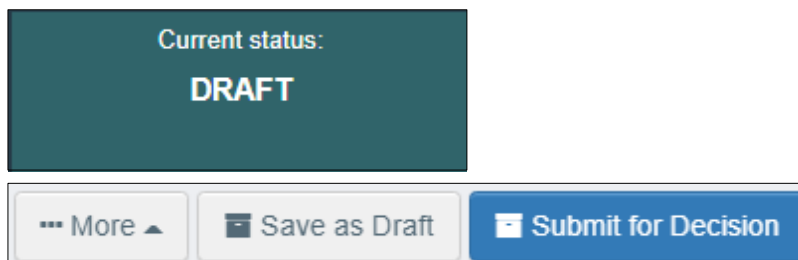 Current status:
DRAFT
More Save as Draft Submit for Decision